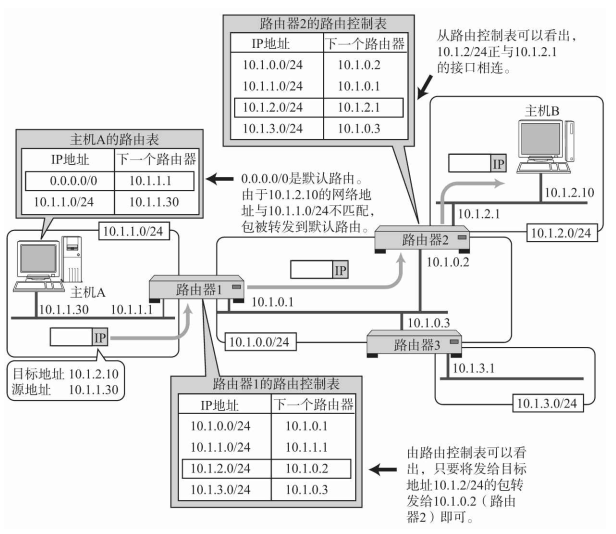 路由器2的路由控制表
IP地址 下一个路由器
10.1.0.0/24 10.1.0.2
10.1.1.0/24 10.1.0.1
10.1.2.0/24 10.1.2.1
10.1.3.0/24 10.1.0.3
从路由控制表可以看出，
10.1.2/24正与10.1.2.1
的接口相连。
主机A的路由表
IP地址 下一个路由器
0.0.0.0/0 10.1.1.1
10.1.1.0/24 10.1.1.30
0.0.0.0/0是默认路由。
由于10.1.2.10的网络地
址与10.1.1.0/24不匹配，
包被转发到默认路由。
主机B
IP
10.1.2.10
10.1.2.1
10.1.2.0/24
10.1.1.0/24
主机A
10.1.1.30
10.1.1.1
IP
目标地址 10.1.2.10
源地址 10.1.1.30
路由器1
IP
10.1.0.1
10.1.0.0/24
路由器2
10.1.0.2
10.1.0.3
路由器3
10.1.3.1
10.1.3.0/24
路由器1的路由控制表
IP地址 下一个路由器
10.1.0.0/24 10.1.0.1
10.1.1.0/24 10.1.1.1
10.1.2.0/24 10.1.0.2
10.1.3.0/24 10.1.0.3
由路由控制表可以看
出，只要将发给目标
地址10.1.2/24的包转
发给10.1.0.2（路由
器2）即可。